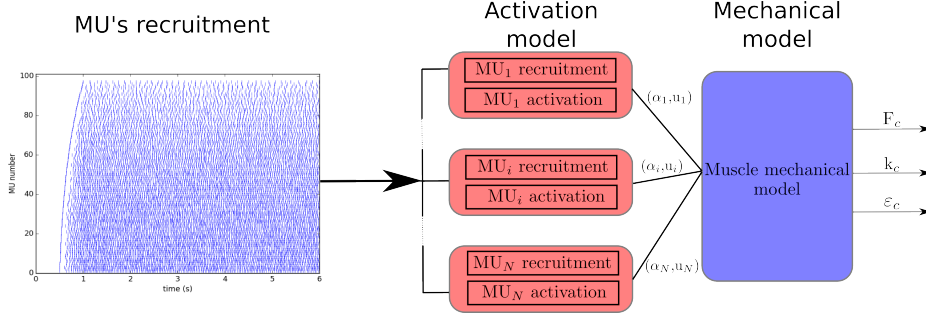 MU's recruitment
Activation
model
Mechanical
model
100
80
60
40
20
0
MU number
0 1 2 3 4 5 6
time (s)
MU₁ recruitment
MU₁ activation
MUᵢ recruitment
MUᵢ activation
MU_N recruitment
MU_N activation
(α₁,u₁)
(αᵢ,uᵢ)
(α_N,u_N)
Muscle mechanical
model
F_c
k_c
ε_c